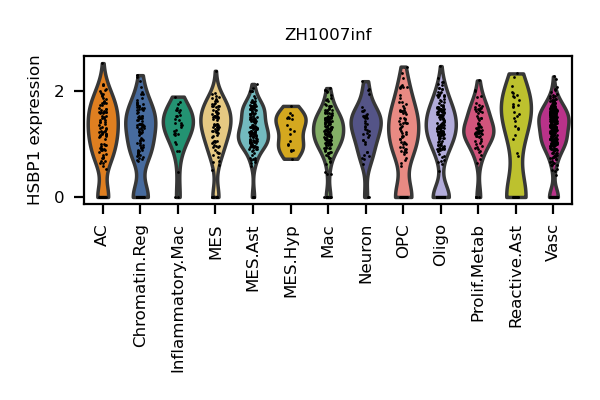 ZH1007inf
HSBP1 expression
2
0
AC
Chromatin.Reg
Inflammatory.Mac
MES
MES.Ast
MES.Hyp
Mac
Neuron
OPC
Oligo
Prolif.Metab
Reactive.Ast
Vasc